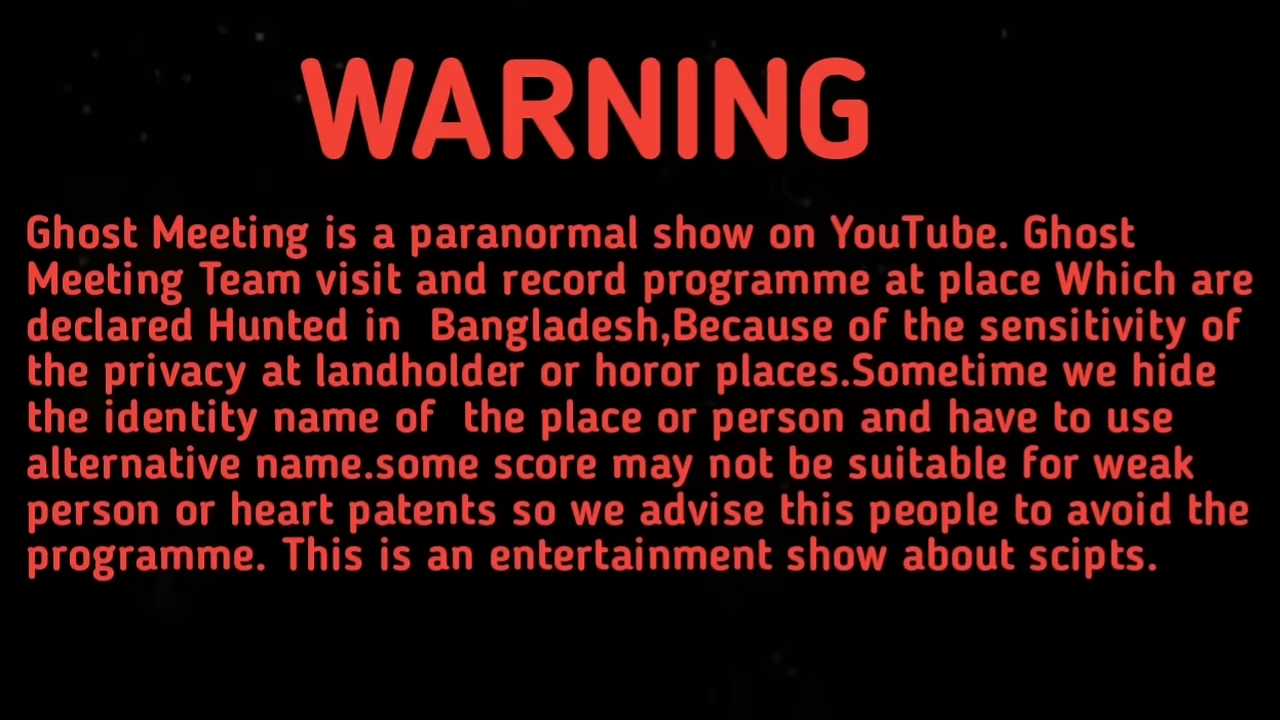 WARNING
Ghost Meeting is a paranormal show on YouTube. Ghost
Meeting Team visit and record programme at place Which are
declared Hunted in  Bangladesh,Because of the sensitivity of
the privacy at landholder or horor places.Sometime we hide
the identity name of  the place or person and have to use
alternative name.some score may not be suitable for weak
person or heart patents so we advise this people to avoid the
programme. This is an entertainment show about scipts.